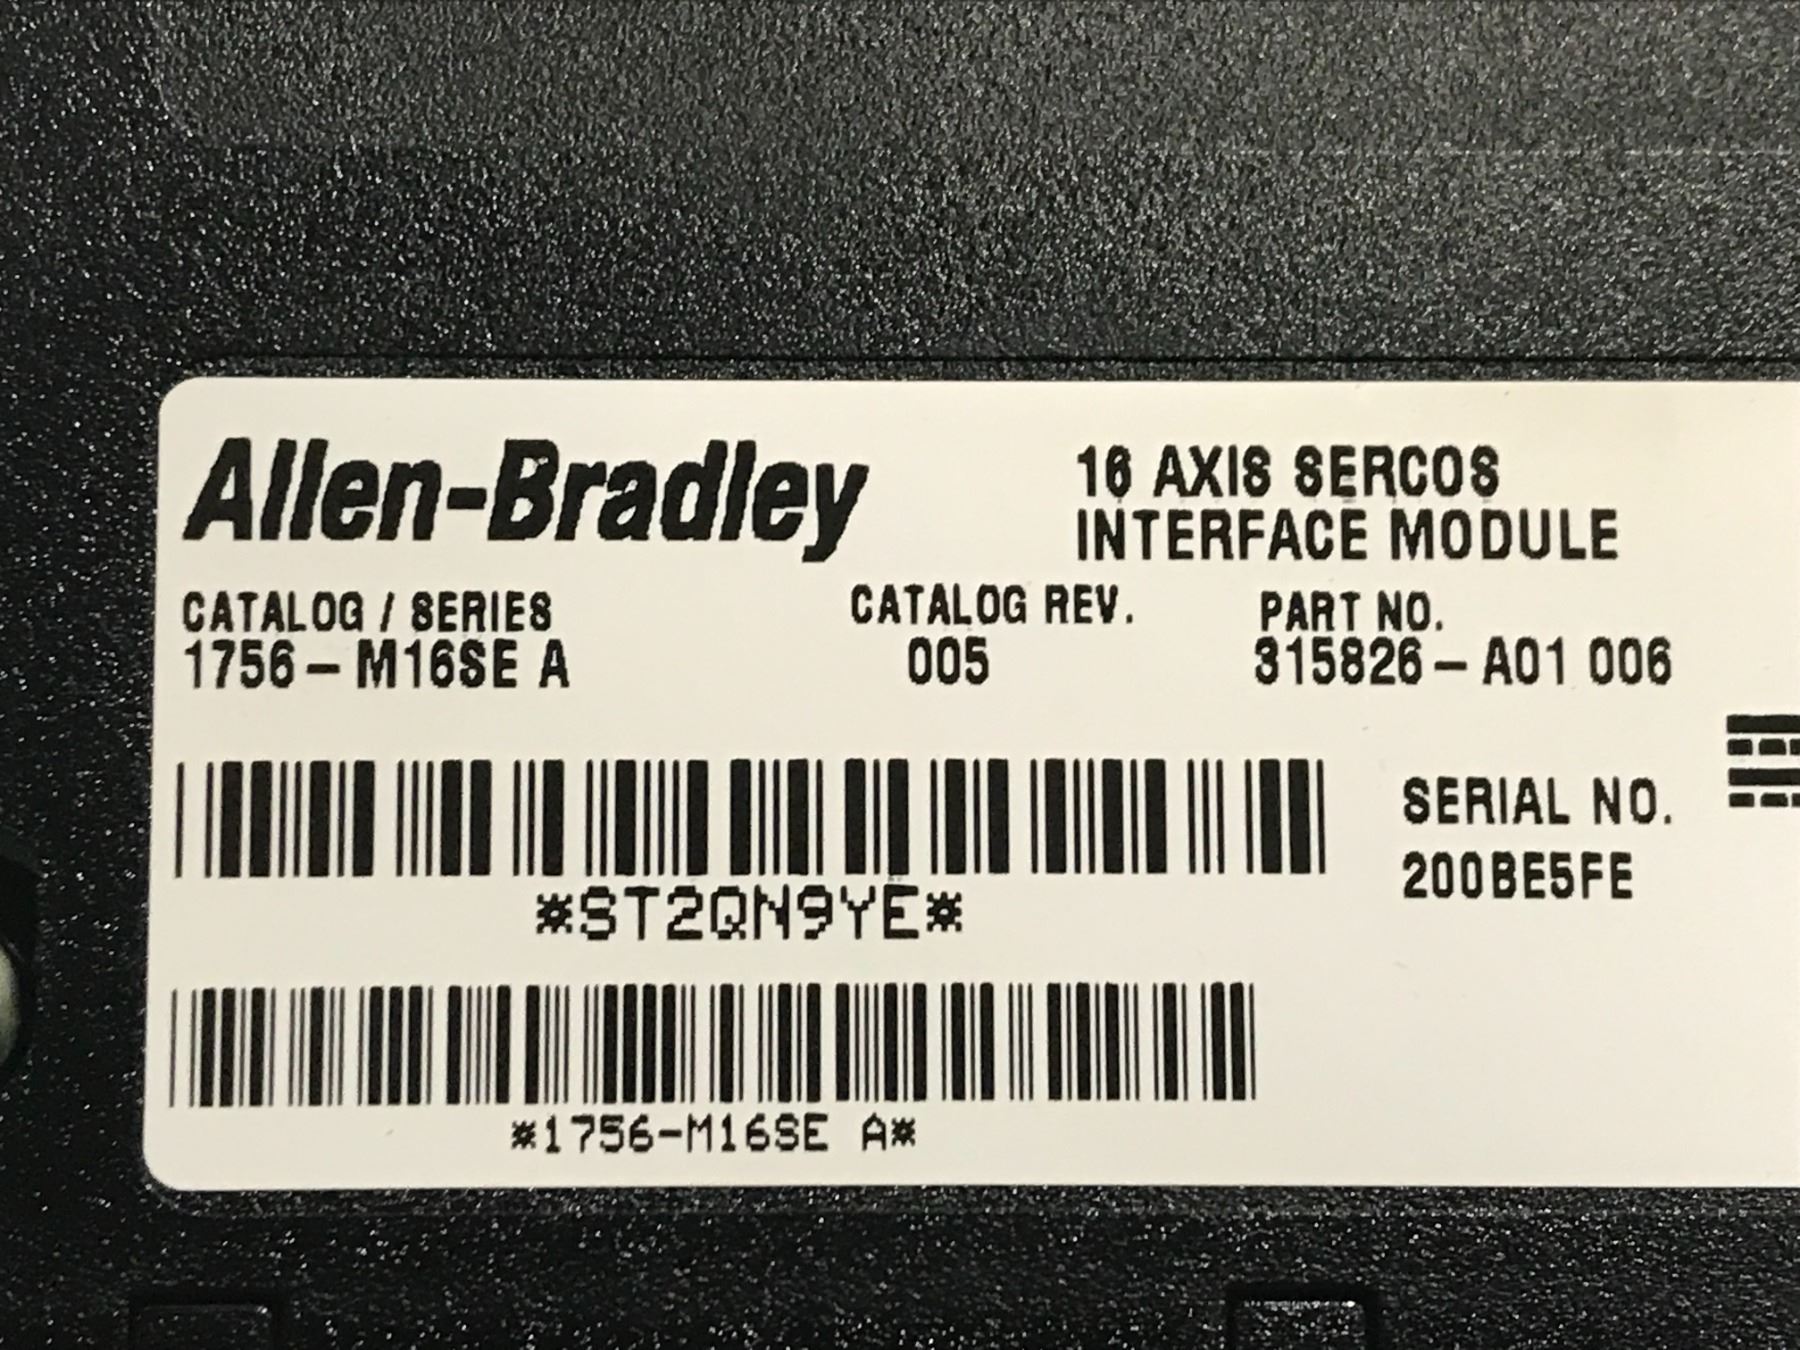 Allen-Bradley
16 AXIS SERCOS
INTERFACE MODULE
CATALOG / SERIES
1756 – M16SE A
CATALOG REV.
005
PART NO.
315826 – A01 006
SERIAL NO.
200BE5FE
*ST2QN9YE*
*1756-M16SE A*